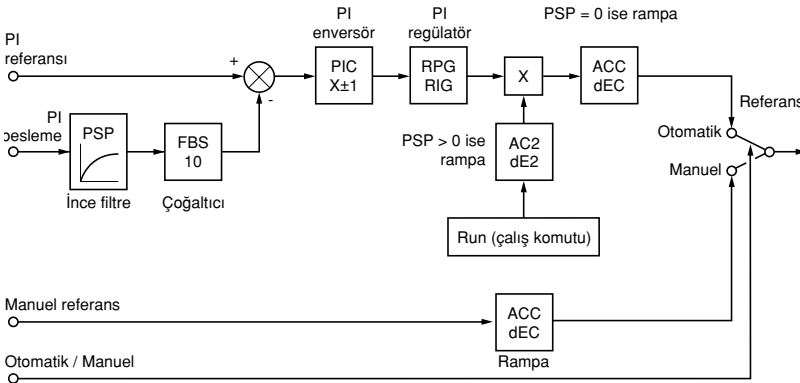 PSP = 0 ise rampa
PI
enversör
PI
regülatör
PI
referansı
+
-
PIC
X±1
RPG
RIG
X
ACC
dEC
Referans
PI
besleme
PSP
FBS
10
PSP > 0 ise
rampa
AC2
dE2
Otomatik
Manuel
İnce filtre
Çoğaltıcı
Run (çalış komutu)
Manuel referans
ACC
dEC
Rampa
Otomatik / Manuel